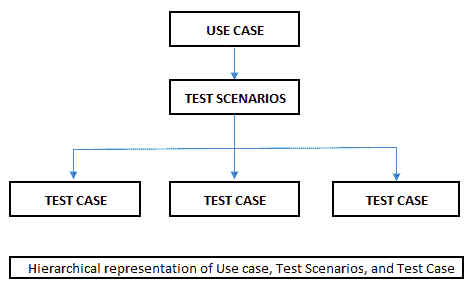 USE CASE
TEST SCENARIOS
TEST CASE
TEST CASE
TEST CASE
Hierarchical representation of Use case, Test Scenarios, and Test Case